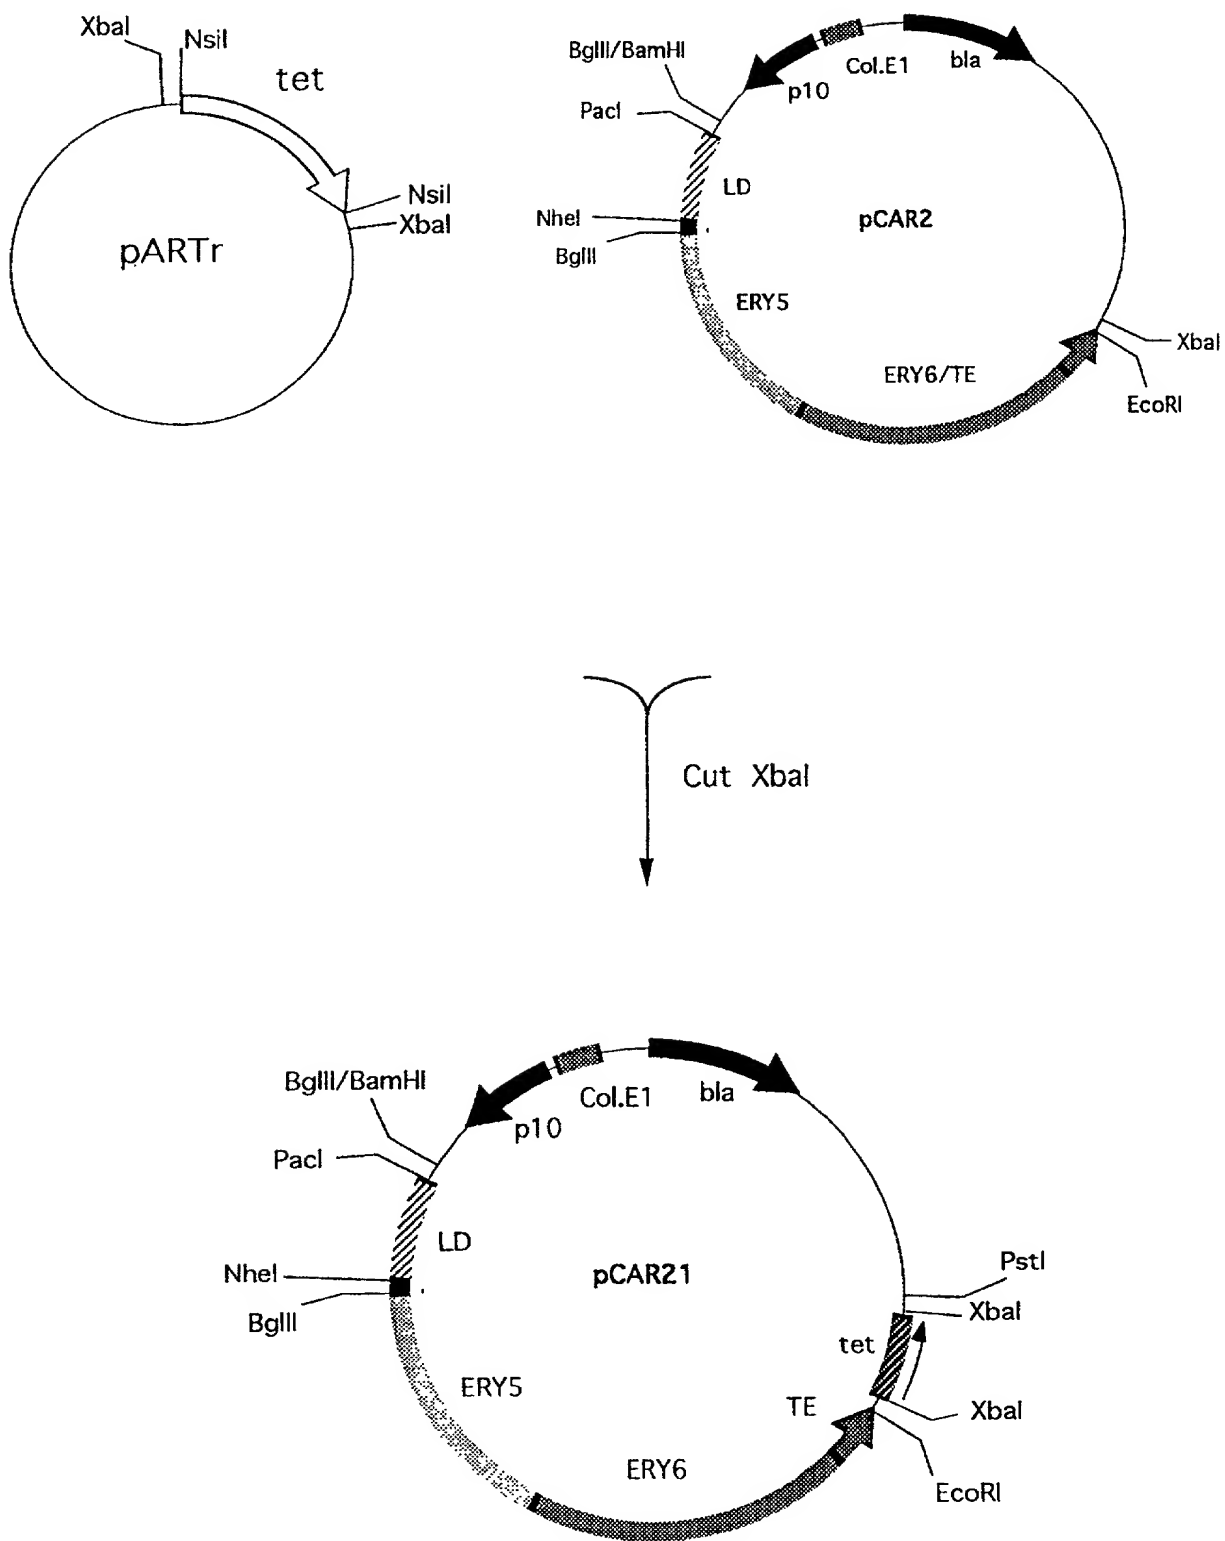 XbaI
NsiI
tet
NsiI
XbaI
pARTr
BglII/BamHI
Col.E1
bla
p10
PacI
LD
NheI
pCAR2
BglII
ERY5
XbaI
ERY6/TE
EcoRI
Cut XbaI
BglII/BamHI
Col.E1
bla
p10
PacI
LD
NheI
pCAR21
PstI
BglII
XbaI
tet
ERY5
TE
XbaI
ERY6
EcoRI